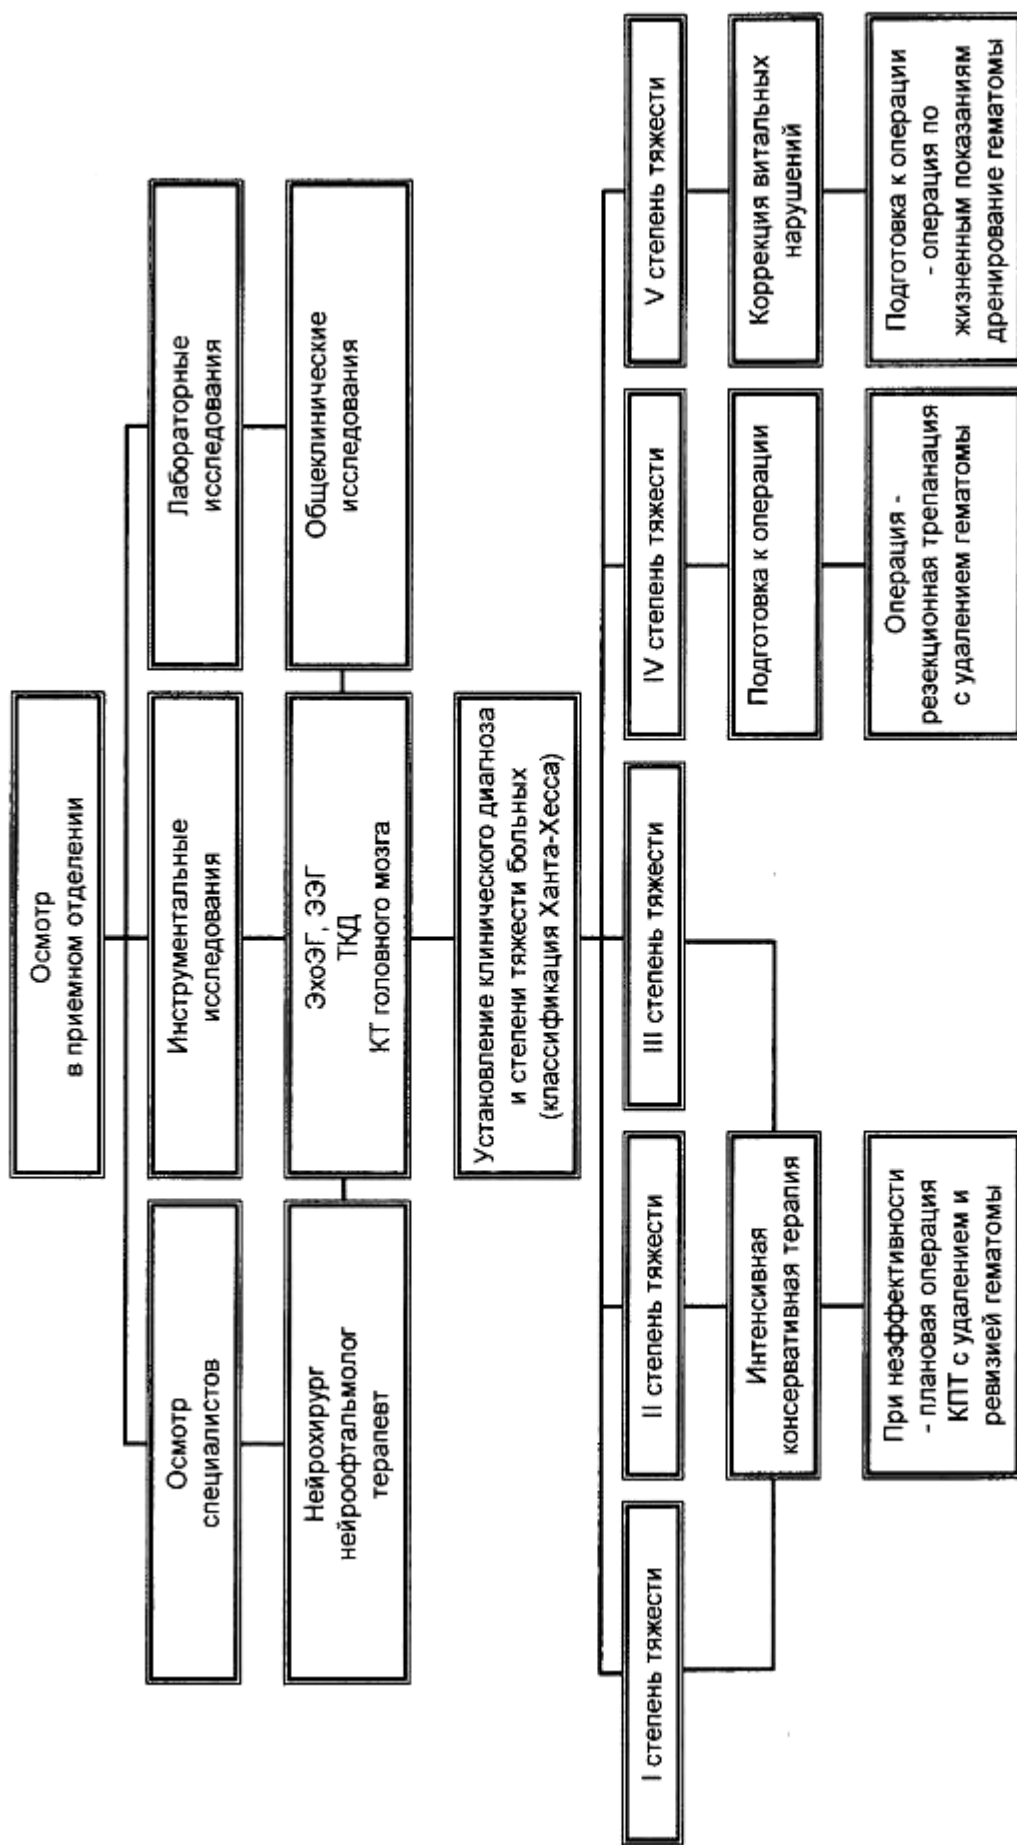 Осмотр
в приемном отделении
Осмотр
специалистов
Инструментальные
исследования
Лабораторные
исследования
Нейрохирург
нейроофтальмолог
терапевт
ЭхоЭГ, ЭЭГ
ТКД
КТ головного мозга
Общеклинические
исследования
Установление клинического диагноза
и степени тяжести больных
(классификация Ханта-Хесса)
I степень тяжести
II степень тяжести
III степень тяжести
IV степень тяжести
V степень тяжести
Интенсивная
консервативная терапия
Подготовка к операции
Коррекция витальных
нарушений
При неэффективности
- плановая операция
КПТ с удалением и
ревизией гематомы
Операция -
резекционная трепанация
с удалением гематомы
Подготовка к операции
- операция по
жизненным показаниям
дренирование гематомы